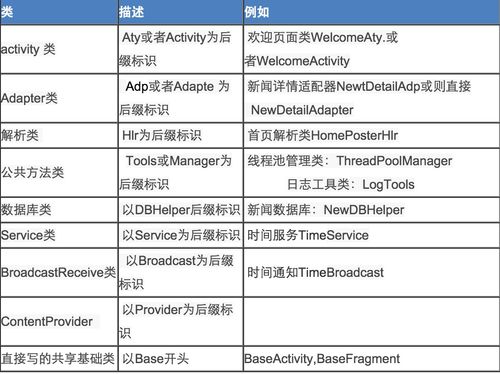 类 描述 例如
activity 类 Aty或者Activity为后缀标识 欢迎页面类WelcomeAty.或者WelcomeActivity
Adapter类 Adp或者Adapte 为后缀标识 新闻详情适配器NewtDetailAdp或则直接 NewDetailAdapter
解析类 Hlr为后缀标识 首页解析类HomePosterHlr
公共方法类 Tools或Manager为后缀标识 线程池管理类：ThreadPoolManager 日志工具类：LogTools
数据库类 以DBHelper后缀标识 新闻数据库：NewDBHelper
Service类 以Service为后缀标识 时间服务TimeService
BroadcastReceive类 以Broadcast为后缀标识 时间通知TimeBroadcast
ContentProvider 以Provider为后缀标识
直接写的共享基础类 以Base开头 BaseActivity,BaseFragment